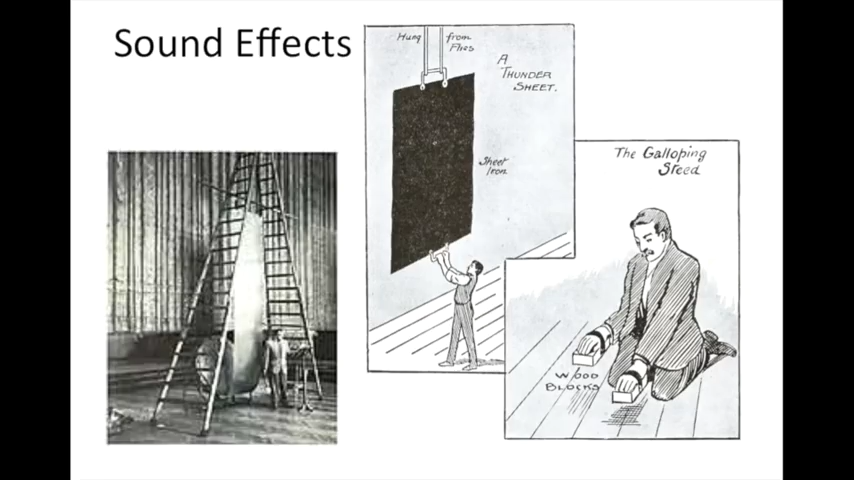 Sound Effects
Hung from Flies
A
THUNDER
SHEET.
Sheet
Iron
The Galloping
Steed
WOOD
BLOCKS